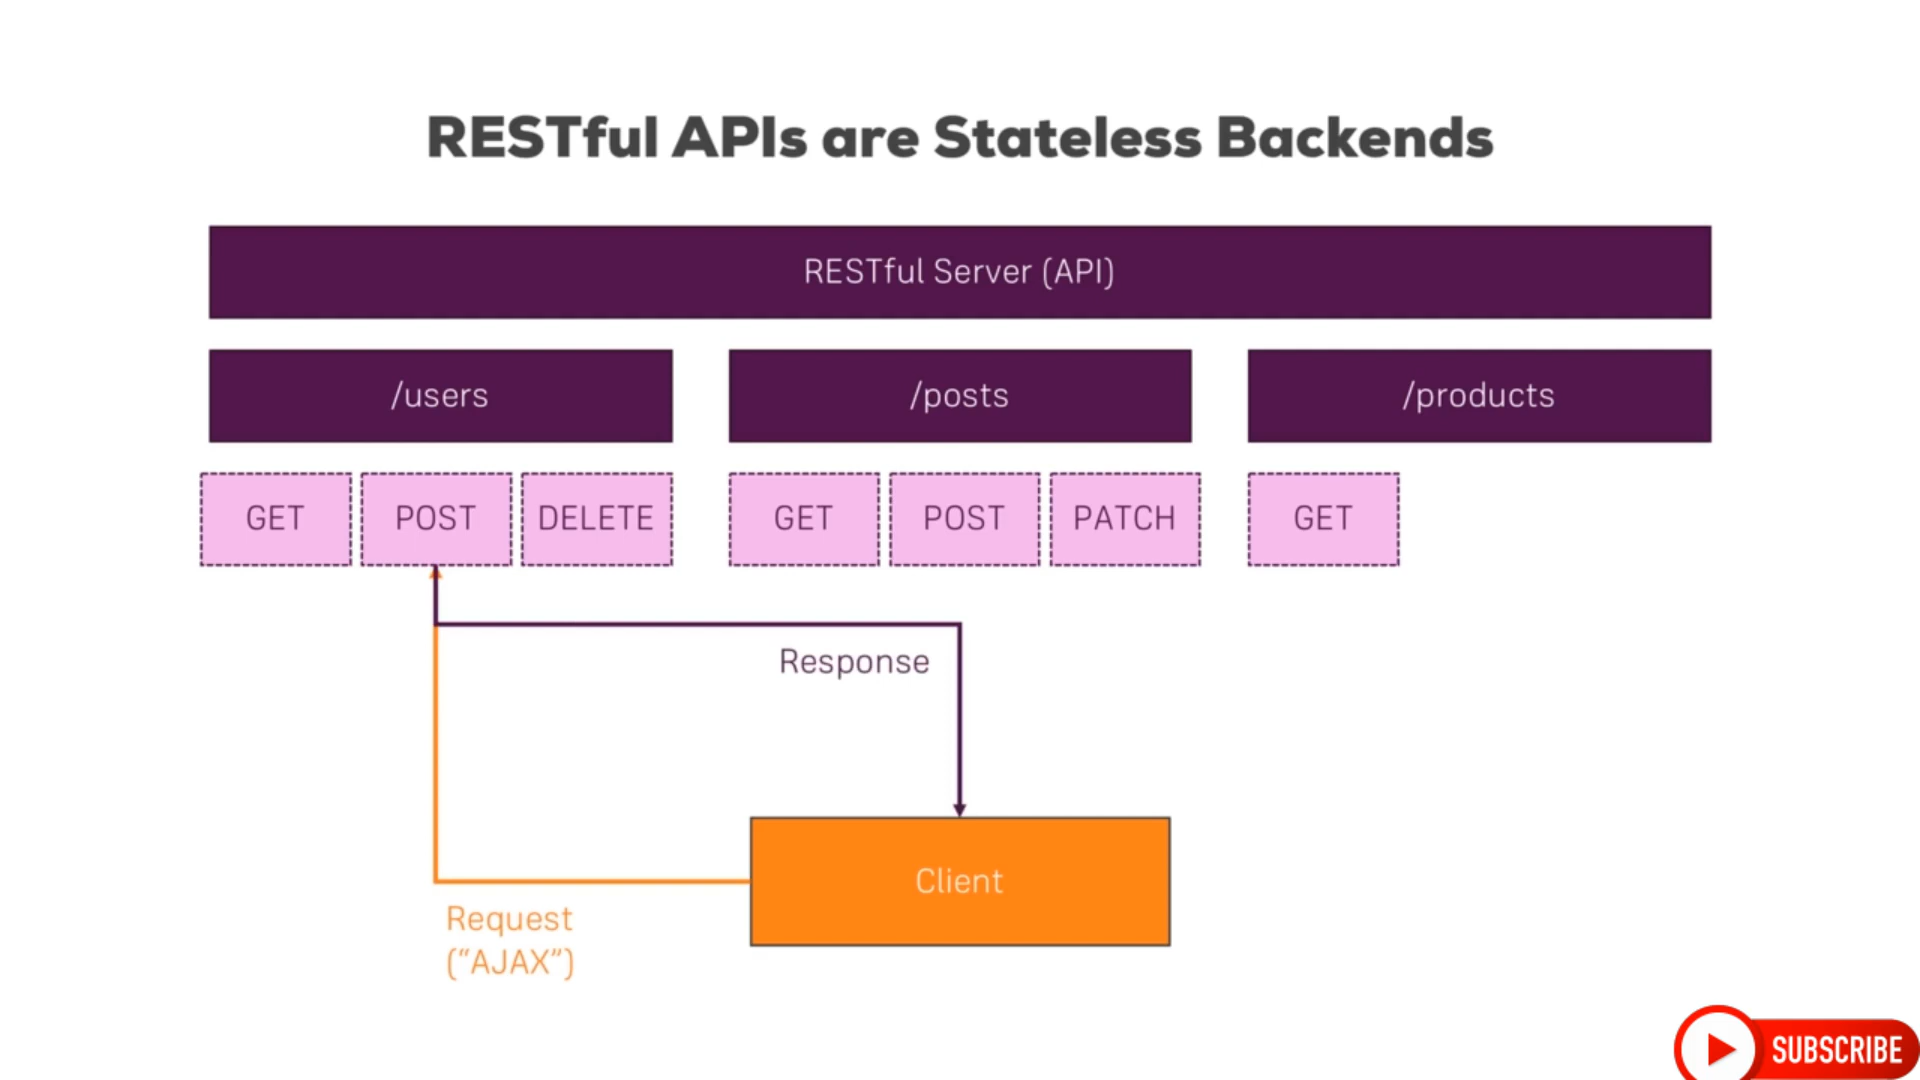 RESTful APIs are Stateless Backends
RESTful Server (API)
/users
/posts
/products
GET
POST
DELETE
GET
POST
PATCH
GET
Response
Client
Request
(“AJAX”)
SUBSCRIBE